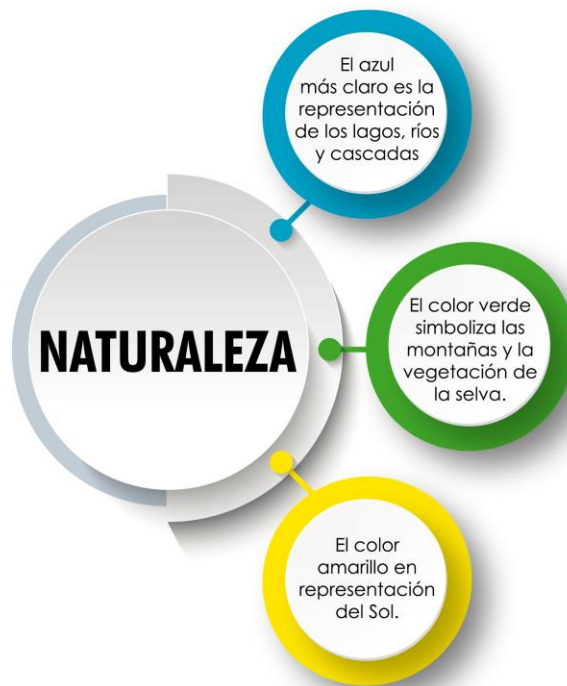 El azul
más claro es la
representación
de los lagos, ríos
y cascadas
NATURALEZA
El color verde
simboliza las
montañas y la
vegetación de
la selva.
El color
amarillo en
representación
del Sol.